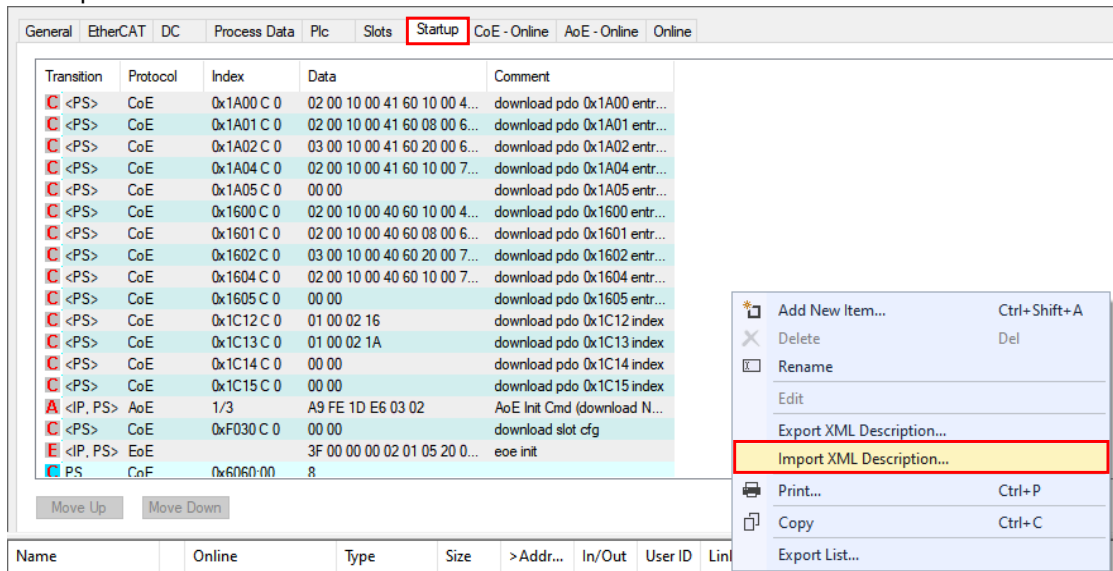 General EtherCAT DC Process Data Plc Slots Startup CoE - Online AoE - Online Online
Transition Protocol Index Data Comment
C <PS> CoE 0x1A00 C 0 02 00 10 00 41 60 10 00 4... download pdo 0x1A00 entr...
C <PS> CoE 0x1A01 C 0 02 00 10 00 41 60 08 00 6... download pdo 0x1A01 entr...
C <PS> CoE 0x1A02 C 0 03 00 10 00 41 60 20 00 6... download pdo 0x1A02 entr...
C <PS> CoE 0x1A04 C 0 02 00 10 00 41 60 10 00 7... download pdo 0x1A04 entr...
C <PS> CoE 0x1A05 C 0 00 00 download pdo 0x1A05 entr...
C <PS> CoE 0x1600 C 0 02 00 10 00 40 60 10 00 4... download pdo 0x1600 entr...
C <PS> CoE 0x1601 C 0 02 00 10 00 40 60 08 00 6... download pdo 0x1601 entr...
C <PS> CoE 0x1602 C 0 03 00 10 00 40 60 20 00 7... download pdo 0x1602 entr...
C <PS> CoE 0x1604 C 0 02 00 10 00 40 60 10 00 7... download pdo 0x1604 entr...
C <PS> CoE 0x1605 C 0 00 00 download pdo 0x1605 entr...
C <PS> CoE 0x1C12 C 0 01 00 02 16 download pdo 0x1C12 index
C <PS> CoE 0x1C13 C 0 01 00 02 1A download pdo 0x1C13 index
C <PS> CoE 0x1C14 C 0 00 00 download pdo 0x1C14 index
C <PS> CoE 0x1C15 C 0 00 00 download pdo 0x1C15 index
A <IP, PS> AoE 1/3 A9 FE 1D E6 03 02 AoE Init Cmd (download N...
C <PS> CoE 0xF030 C 0 00 00 download slot cfg
E <IP, PS> EoE 3F 00 00 00 02 01 05 20 0... eoe init
C PS CoE 0x6060:00 8
Move Up Move Down
Name Online Type Size >Addr... In/Out User ID
Add New Item... Ctrl+Shift+A
Delete Del
Rename
Edit
Export XML Description...
Import XML Description...
Print... Ctrl+P
Copy Ctrl+C
Export List...